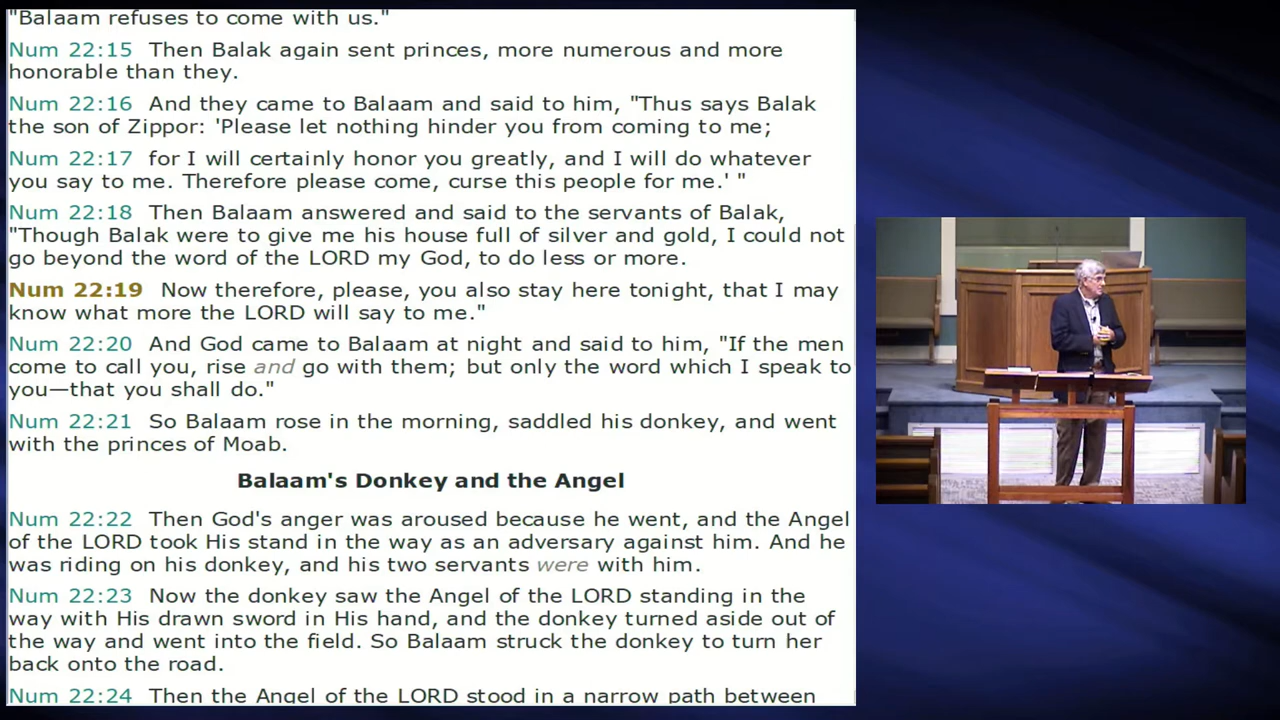 "Balaam refuses to come with us."
Num 22:15 Then Balak again sent princes, more numerous and more
honorable than they.
Num 22:16 And they came to Balaam and said to him, "Thus says Balak
the son of Zippor: 'Please let nothing hinder you from coming to me;
Num 22:17 for I will certainly honor you greatly, and I will do whatever
you say to me. Therefore please come, curse this people for me.' "
Num 22:18 Then Balaam answered and said to the servants of Balak,
"Though Balak were to give me his house full of silver and gold, I could not
go beyond the word of the LORD my God, to do less or more.
Num 22:19 Now therefore, please, you also stay here tonight, that I may
know what more the LORD will say to me."
Num 22:20 And God came to Balaam at night and said to him, "If the men
come to call you, rise and go with them; but only the word which I speak to
you—that you shall do."
Num 22:21 So Balaam rose in the morning, saddled his donkey, and went
with the princes of Moab.
Balaam's Donkey and the Angel
Num 22:22 Then God's anger was aroused because he went, and the Angel
of the LORD took His stand in the way as an adversary against him. And he
was riding on his donkey, and his two servants were with him.
Num 22:23 Now the donkey saw the Angel of the LORD standing in the
way with His drawn sword in His hand, and the donkey turned aside out of
the way and went into the field. So Balaam struck the donkey to turn her
back onto the road.
Num 22:24 Then the Angel of the LORD stood in a narrow path between